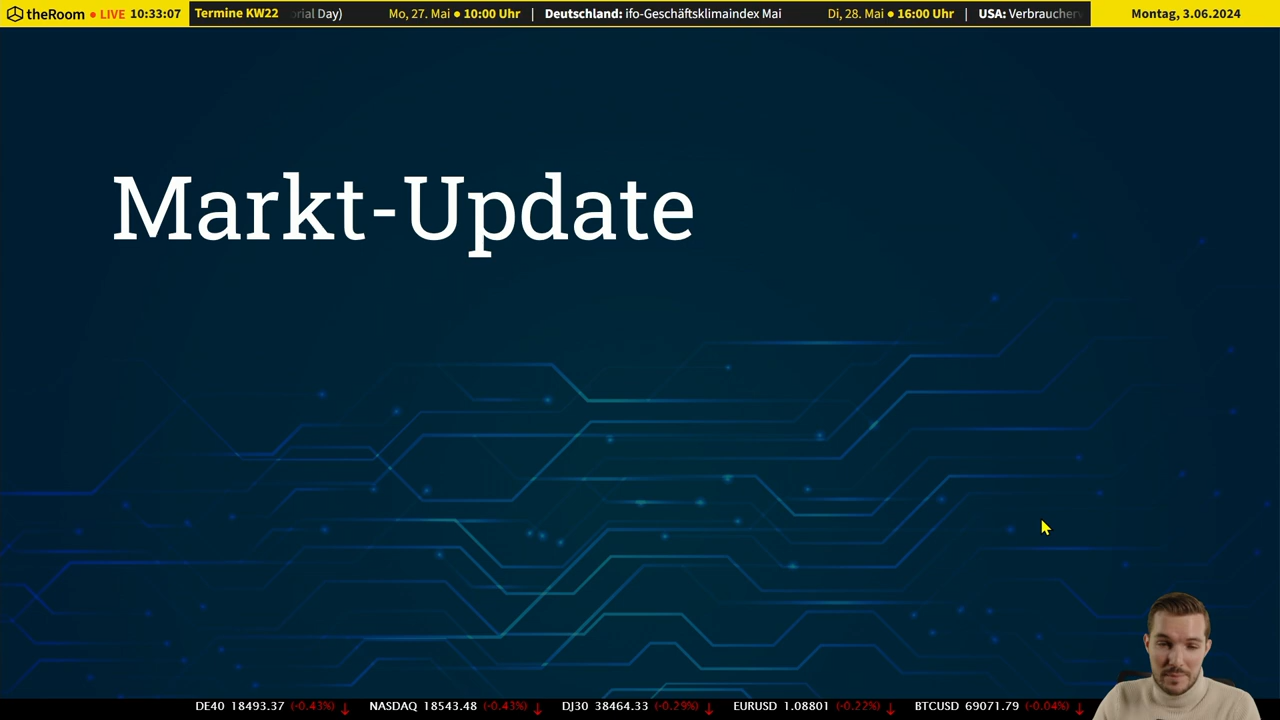 theRoom ● LIVE 10:33:07 Termine KW22 orial Day) Mo, 27. Mai ● 10:00 Uhr | Deutschland: ifo-Geschäftsklimaindex Mai Di, 28. Mai ● 16:00 Uhr | USA: Verbraucherv Montag, 3.06.2024
Markt-Update
DE40 18493.37 (-0.43%) ↓ NASDAQ 18543.48 (-0.43%) ↓ DJ30 38464.33 (-0.29%) ↓ EURUSD 1.08801 (-0.22%) ↓ BTCUSD 69071.79 (-0.04%) ↓